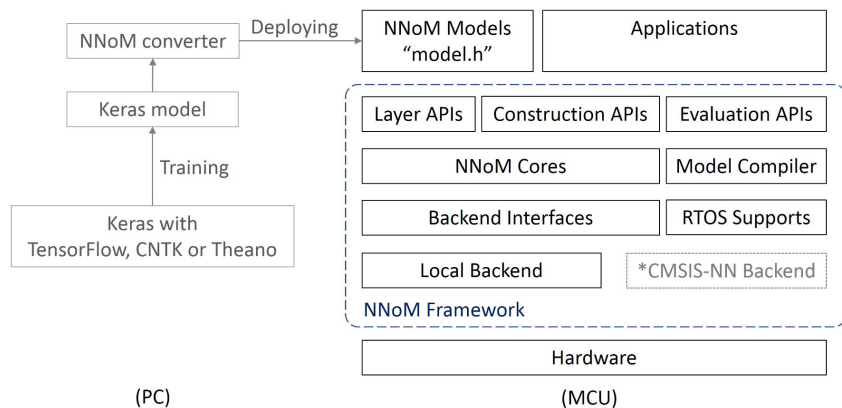 NNoM converter
Deploying
NNoM Models
“model.h”
Applications
Keras model
Training
Keras with
TensorFlow, CNTK or Theano
Layer APIs
Construction APIs
Evaluation APIs
NNoM Cores
Model Compiler
Backend Interfaces
RTOS Supports
Local Backend
*CMSIS-NN Backend
NNoM Framework
Hardware
(PC)
(MCU)